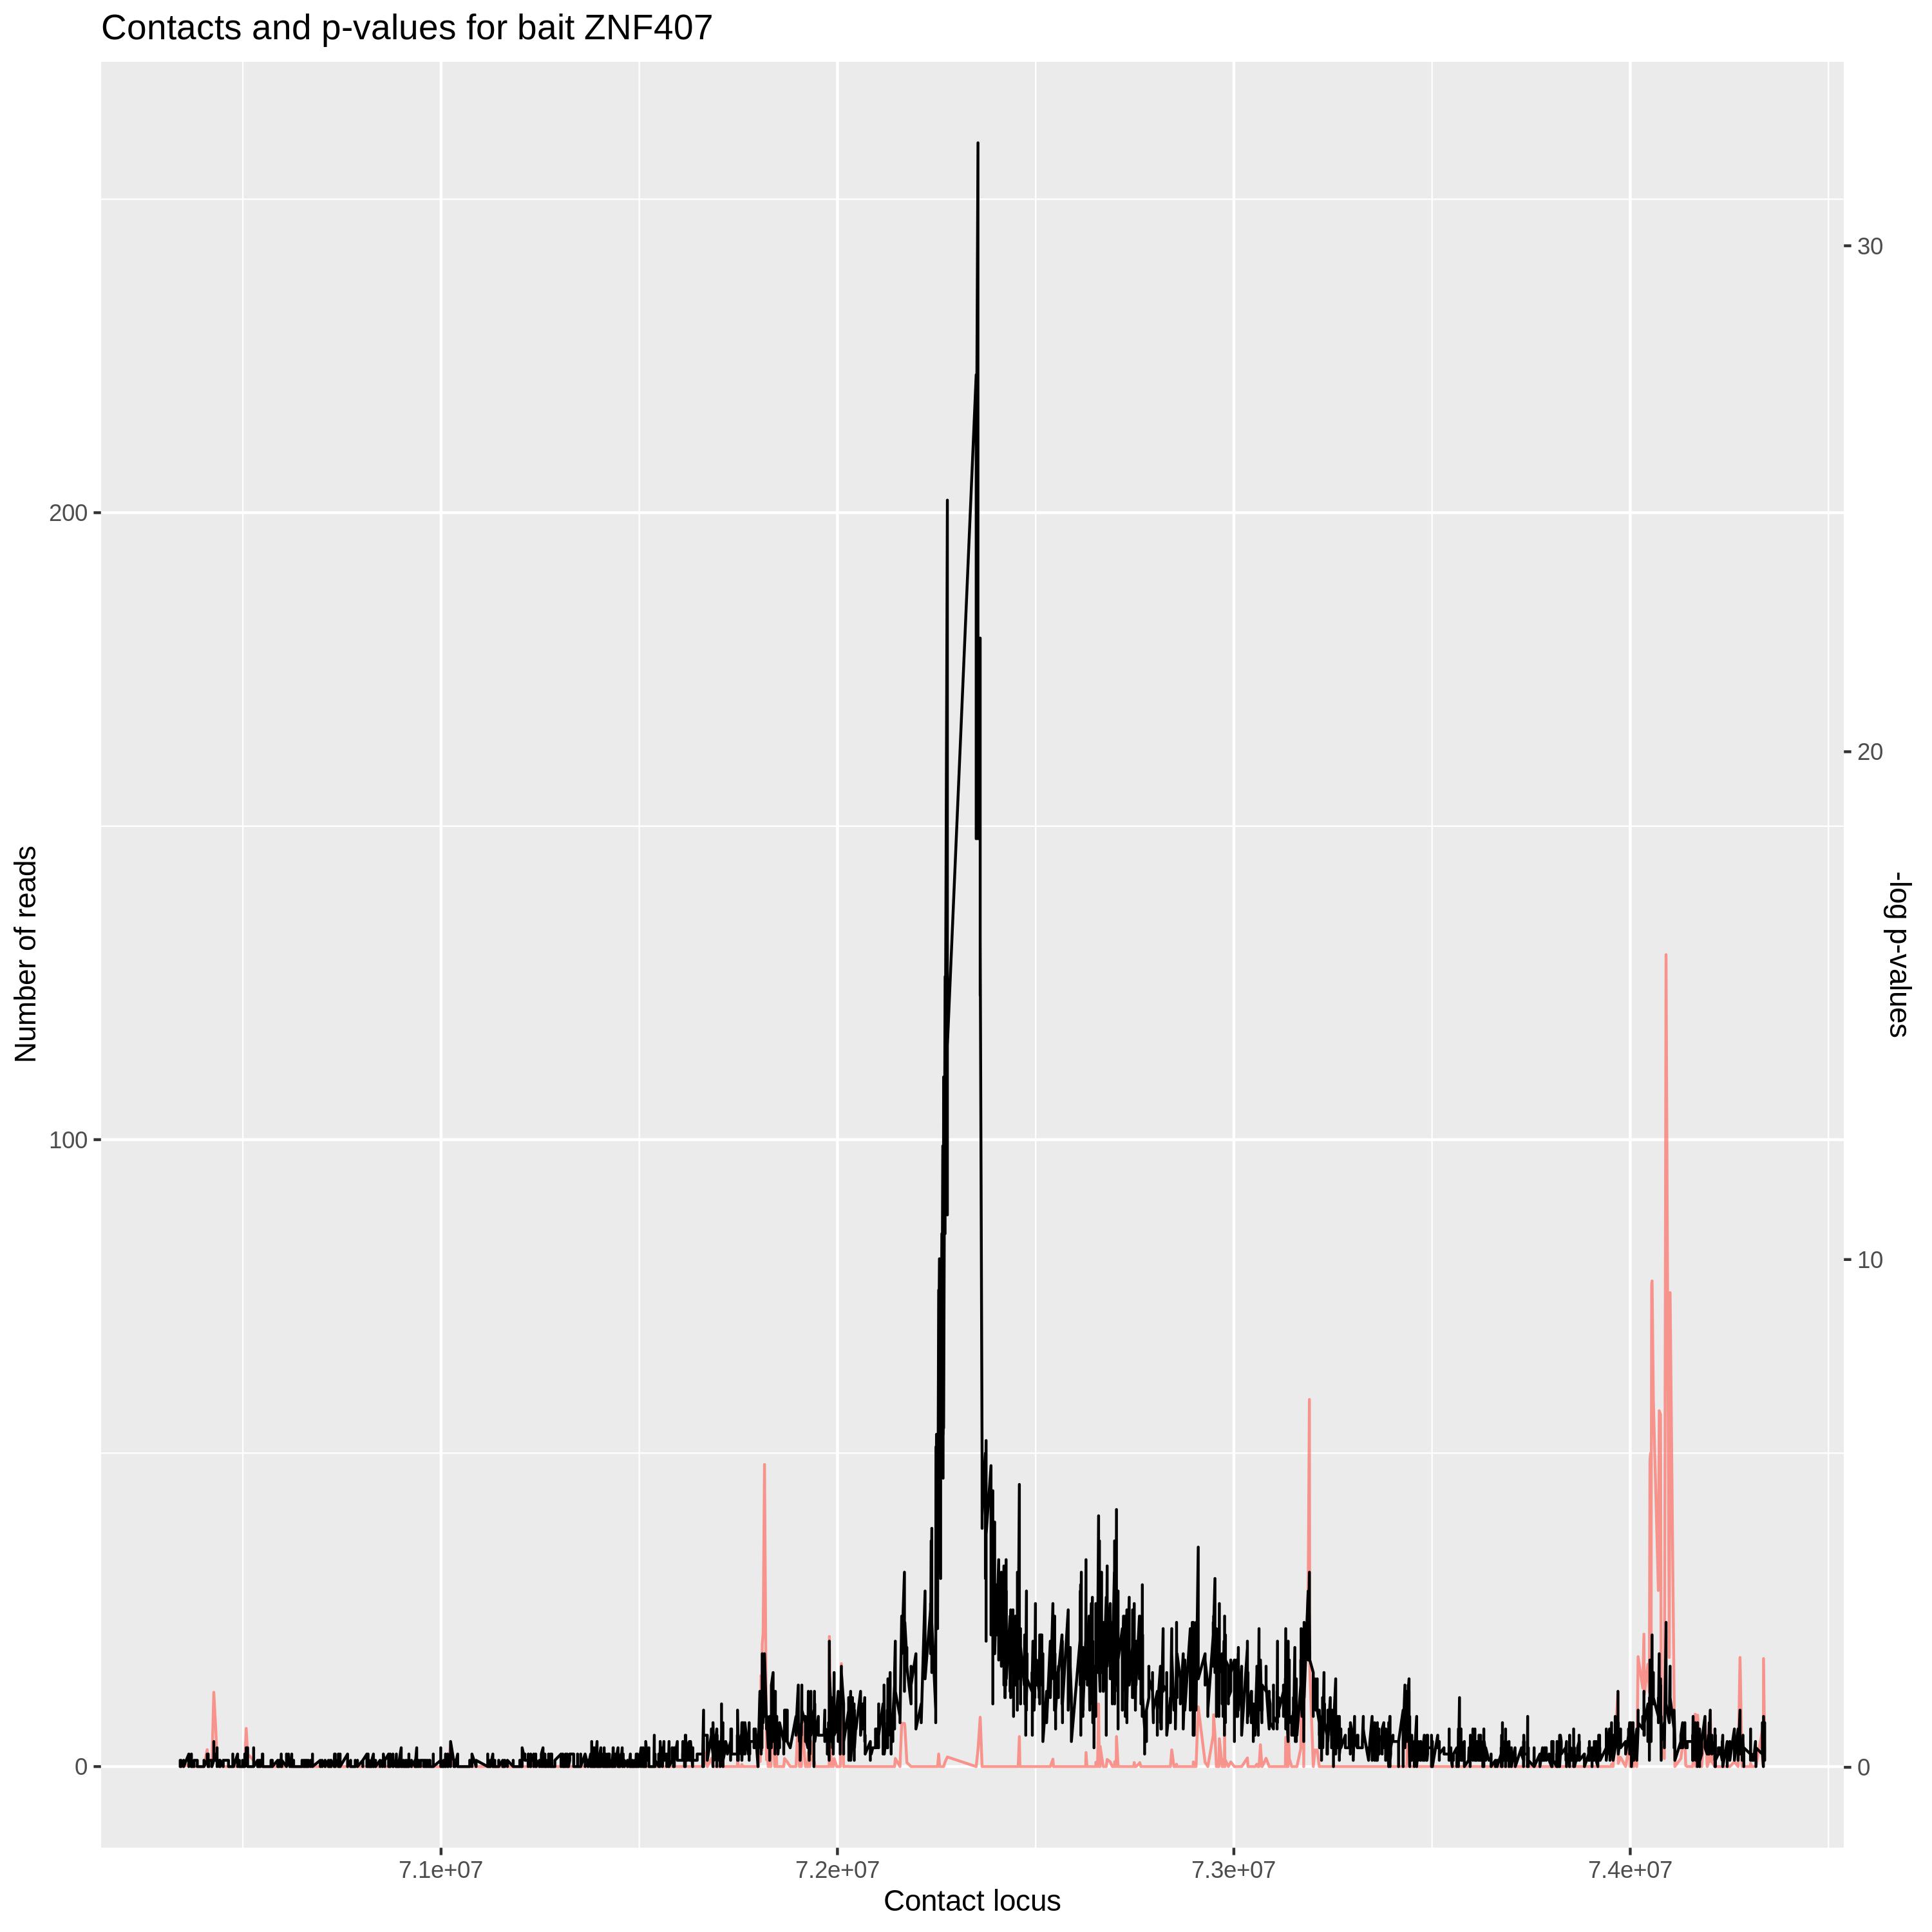 Contacts and p-values for bait ZNF407
Number of reads
200
100
0
30
20
10
0
-log p-values
7.1e+07 7.2e+07 7.3e+07 7.4e+07
Contact locus